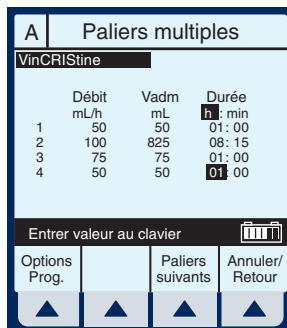 A Paliers multiples
VinCRIStine
Débit Vadm Durée
mL/h mL h : min
1 50 50 01: 00
2 100 825 08: 15
3 75 75 01: 00
4 50 50 01: 00
Entrer valeur au clavier
Options Prog. Paliers suivants Annuler/ Retour